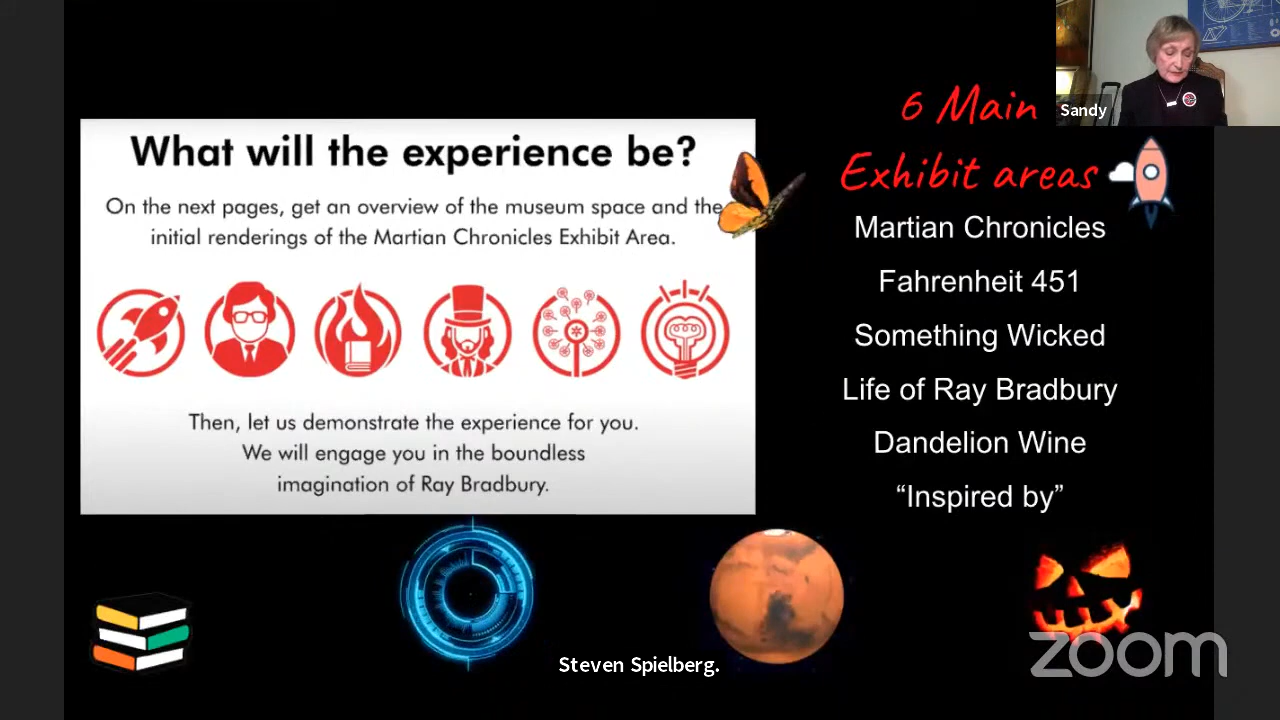 What will the experience be?
On the next pages, get an overview of the museum space and the
initial renderings of the Martian Chronicles Exhibit Area.
Then, let us demonstrate the experience for you.
We will engage you in the boundless
imagination of Ray Bradbury.
6 Main
Exhibit areas
Martian Chronicles
Fahrenheit 451
Something Wicked
Life of Ray Bradbury
Dandelion Wine
“Inspired by”
Sandy
Steven Spielberg.
zoom